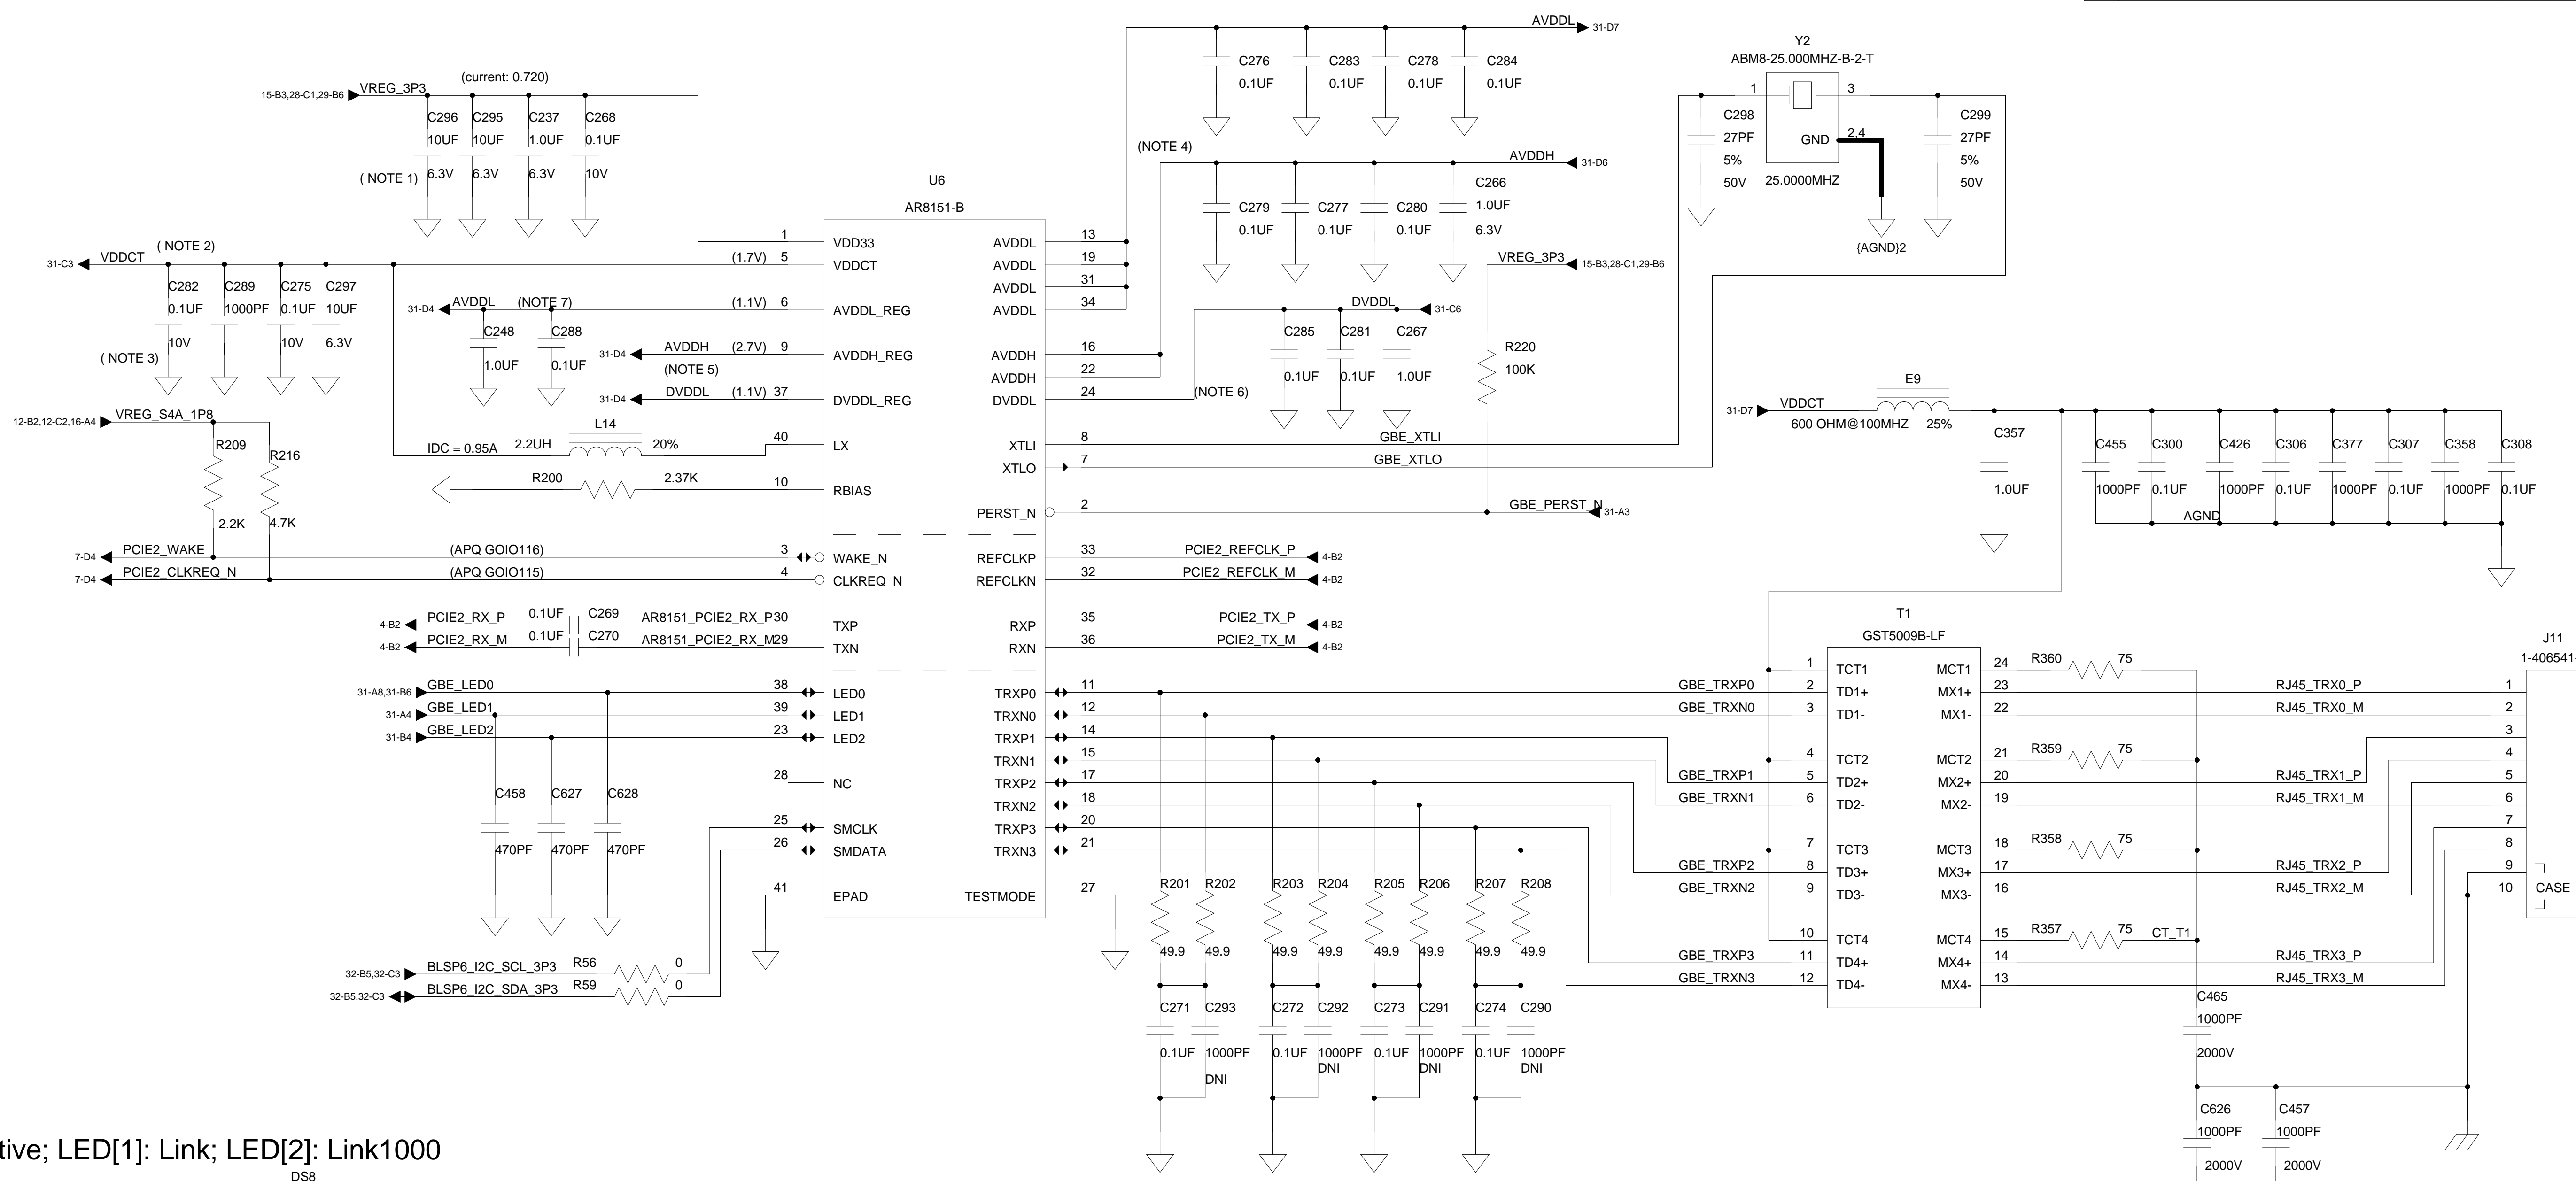 AVDDL
31-D7
C276
0.1UF
C283
0.1UF
C278
0.1UF
C284
0.1UF
Y2
ABM8-25.000MHZ-B-2-T
1
3
GND
2,4
25.0000MHZ
C298
27PF
5%
50V
C299
27PF
5%
50V
{AGND}2
15-B3,28-C1,29-B6
VREG_3P3
(current: 0.720)
C296
10UF
6.3V
C295
10UF
6.3V
C237
1.0UF
6.3V
C268
0.1UF
10V
( NOTE 1)
(NOTE 4)
AVDDH
31-D6
C279
0.1UF
C277
0.1UF
C280
0.1UF
C266
1.0UF
6.3V
VREG_3P3
15-B3,28-C1,29-B6
R220
100K
DVDDL
31-C6
C285
0.1UF
C281
0.1UF
C267
1.0UF
(NOTE 6)
31-C3
VDDCT
( NOTE 2)
C282
0.1UF
10V
C289
1000PF
C275
0.1UF
10V
C297
10UF
6.3V
( NOTE 3)
31-D4
AVDDL
(NOTE 7)
(1.1V)
C248
1.0UF
C288
0.1UF
31-D4
AVDDH
(2.7V)
(NOTE 5)
31-D4
DVDDL
(1.1V)
(1.7V)
12-B2,12-C2,16-A4
VREG_S4A_1P8
R209
2.2K
R216
4.7K
L14
IDC = 0.95A
2.2UH
20%
R200
2.37K
7-D4
PCIE2_WAKE
(APQ GOIO116)
7-D4
PCIE2_CLKREQ_N
(APQ GOIO115)
4-B2
PCIE2_RX_P
0.1UF
C269
AR8151_PCIE2_RX_P
4-B2
PCIE2_RX_M
0.1UF
C270
AR8151_PCIE2_RX_M
31-A8,31-B6
GBE_LED0
31-A4
GBE_LED1
31-B4
GBE_LED2
C458
470PF
C627
470PF
C628
470PF
32-B5,32-C3
BLSP6_I2C_SCL_3P3
R56
0
32-B5,32-C3
BLSP6_I2C_SDA_3P3
R59
0
U6
AR8151-B
1
VDD33
5
VDDCT
6
AVDDL_REG
9
AVDDH_REG
37
DVDDL_REG
40
LX
10
RBIAS
3
WAKE_N
4
CLKREQ_N
30
TXP
29
TXN
38
LED0
39
LED1
23
LED2
28
NC
25
SMCLK
26
SMDATA
41
EPAD
AVDDL
13
AVDDL
19
AVDDL
31
AVDDL
34
AVDDH
16
AVDDH
22
DVDDL
24
XTLI
8
XTLO
7
PERST_N
2
REFCLKP
33
REFCLKN
32
RXP
35
RXN
36
TRXP0
11
TRXN0
12
TRXP1
14
TRXN1
15
TRXP2
17
TRXN2
18
TRXP3
20
TRXN3
21
TESTMODE
27
GBE_XTLI
GBE_XTLO
GBE_PERST_N
31-A3
PCIE2_REFCLK_P
4-B2
PCIE2_REFCLK_M
4-B2
PCIE2_TX_P
4-B2
PCIE2_TX_M
4-B2
R201
49.9
R202
49.9
R203
49.9
R204
49.9
R205
49.9
R206
49.9
R207
49.9
R208
49.9
C271
0.1UF
C293
1000PF
DNI
C272
0.1UF
C292
1000PF
DNI
C273
0.1UF
C291
1000PF
DNI
C274
0.1UF
C290
1000PF
DNI
31-D7
VDDCT
E9
600 OHM@100MHZ
25%
C357
1.0UF
C455
1000PF
C300
0.1UF
C426
1000PF
C306
0.1UF
C377
1000PF
C307
0.1UF
C358
1000PF
C308
0.1UF
AGND
GBE_TRXP0
GBE_TRXN0
GBE_TRXP1
GBE_TRXN1
GBE_TRXP2
GBE_TRXN2
GBE_TRXP3
GBE_TRXN3
T1
GST5009B-LF
1
TCT1
2
TD1+
3
TD1-
4
TCT2
5
TD2+
6
TD2-
7
TCT3
8
TD3+
9
TD3-
10
TCT4
11
TD4+
12
TD4-
MCT1
24
MX1+
23
MX1-
22
MCT2
21
MX2+
20
MX2-
19
MCT3
18
MX3+
17
MX3-
16
MCT4
15
MX4+
14
MX4-
13
R360
75
R359
75
R358
75
R357
75
CT_T1
RJ45_TRX0_P
RJ45_TRX0_M
RJ45_TRX1_P
RJ45_TRX1_M
RJ45_TRX2_P
RJ45_TRX2_M
RJ45_TRX3_P
RJ45_TRX3_M
C465
1000PF
2000V
C626
1000PF
2000V
C457
1000PF
2000V
J11
1-406541-
1
2
3
4
5
6
7
8
9
10
CASE
tive; LED[1]: Link; LED[2]: Link1000
DS8